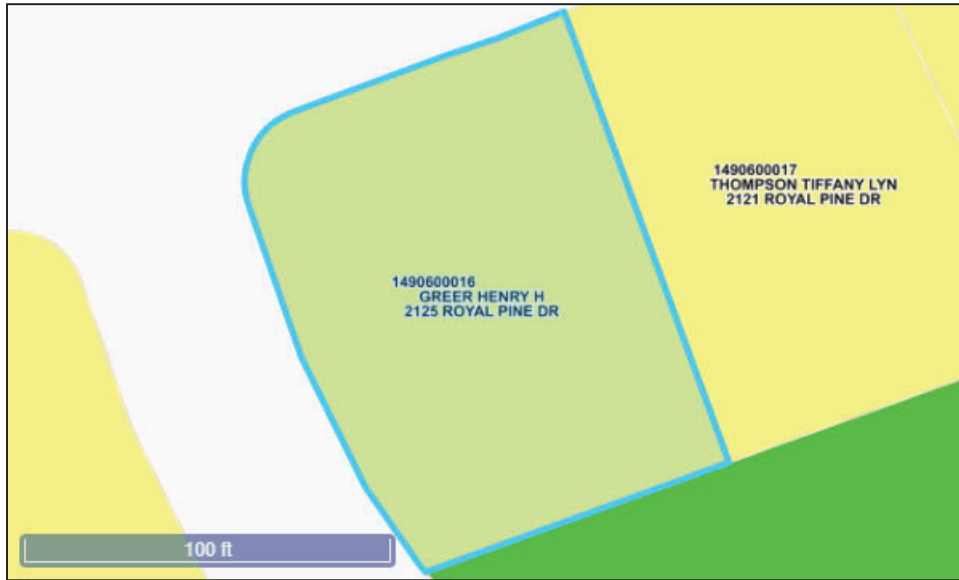 1490600017
THOMPSON TIFFANY LYN
2121 ROYAL PINE DR
1490600016
GREER HENRY H
2125 ROYAL PINE DR
100 ft